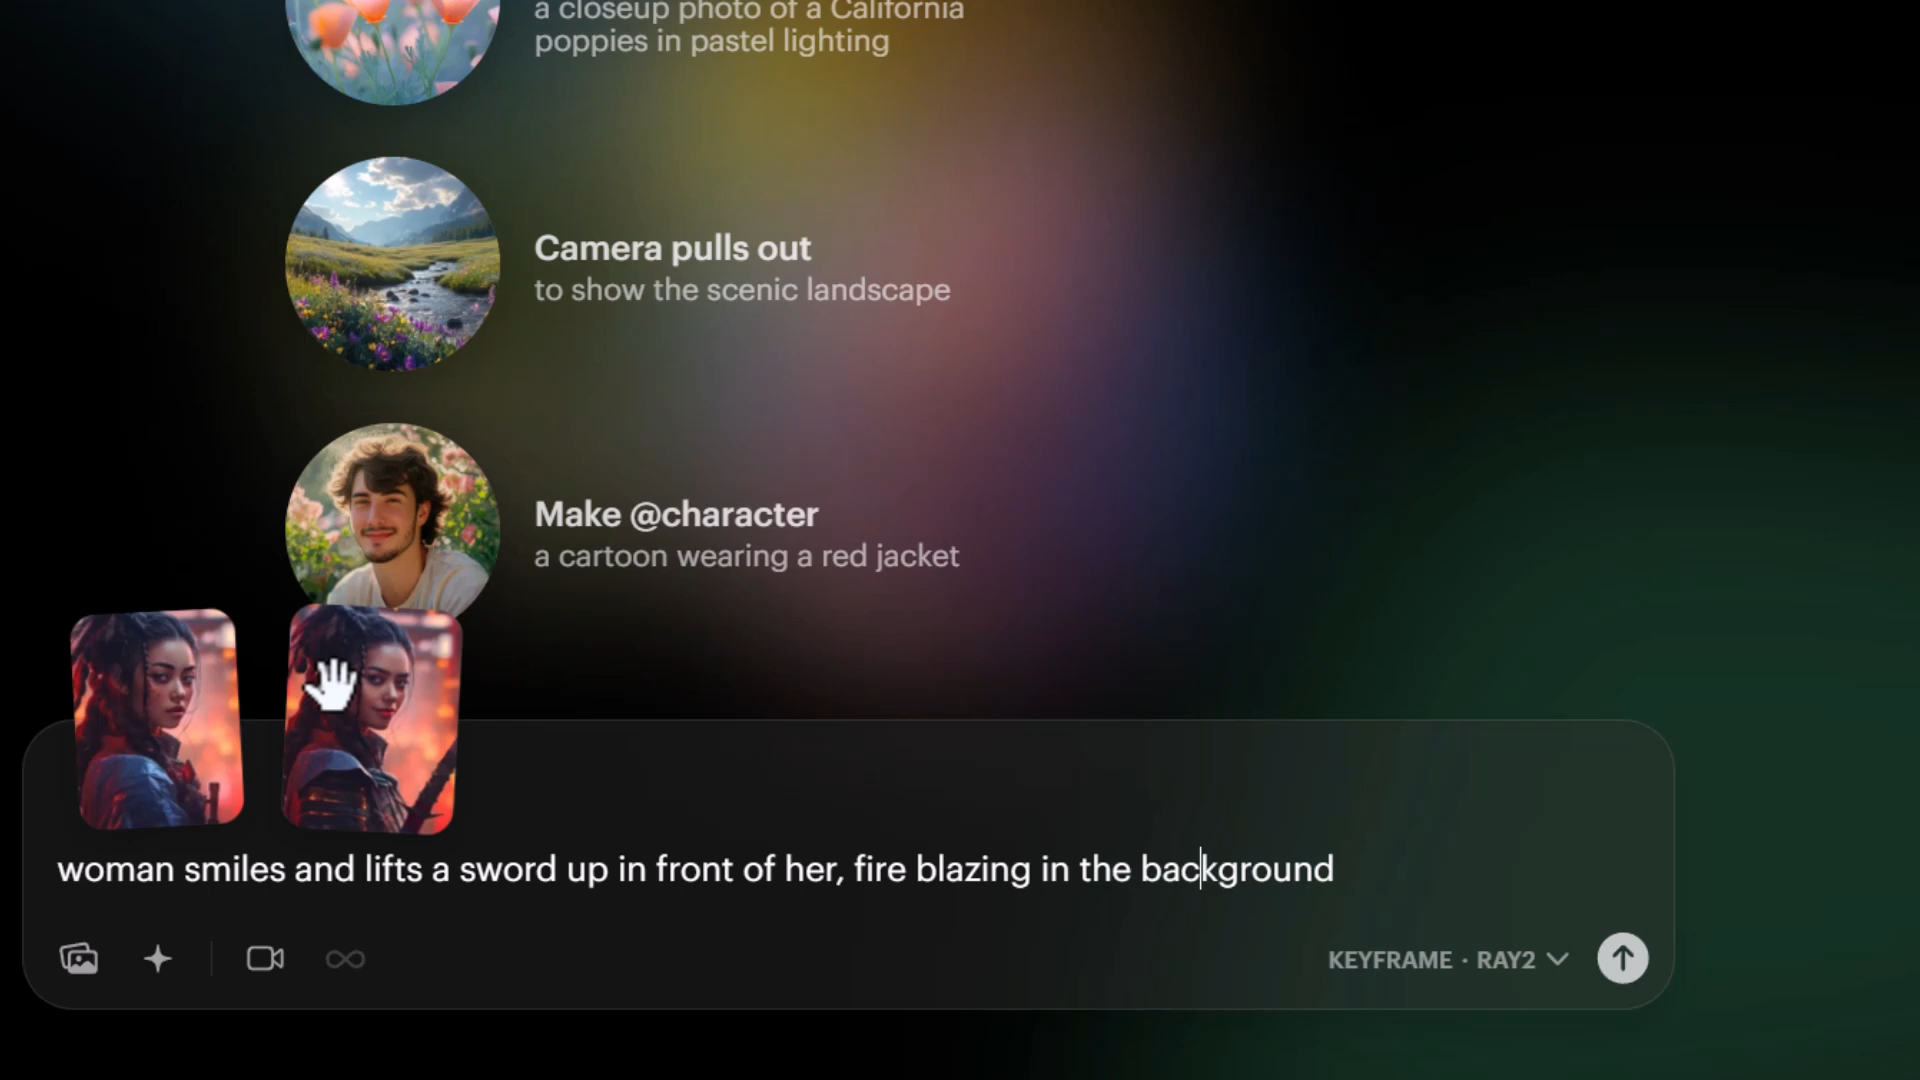 a closeup photo of a California
poppies in pastel lighting
Camera pulls out
to show the scenic landscape
Make @character
a cartoon wearing a red jacket
woman smiles and lifts a sword up in front of her, fire blazing in the background
KEYFRAME · RAY2